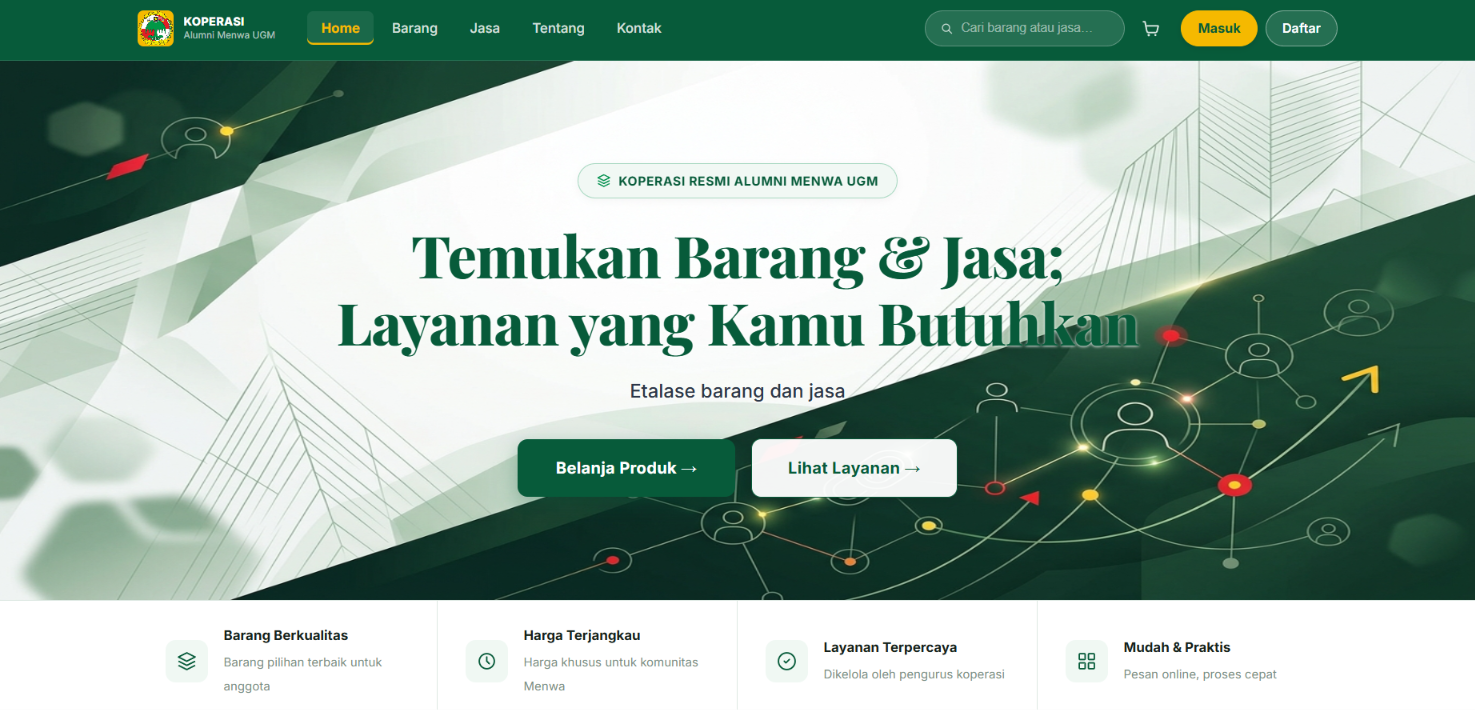 KOPERASI
Alumni Menwa UGM
Home
Barang
Jasa
Tentang
Kontak
Cari barang atau jasa...
Masuk
Daftar
KOPERASI RESMI ALUMNI MENWA UGM
Temukan Barang & Jasa;
Layanan yang Kamu Butuhkan
Etalase barang dan jasa
Belanja Produk →
Lihat Layanan →
Barang Berkualitas
Barang pilihan terbaik untuk
anggota
Harga Terjangkau
Harga khusus untuk komunitas
Menwa
Layanan Terpercaya
Dikelola oleh pengurus koperasi
Mudah & Praktis
Pesan online, proses cepat